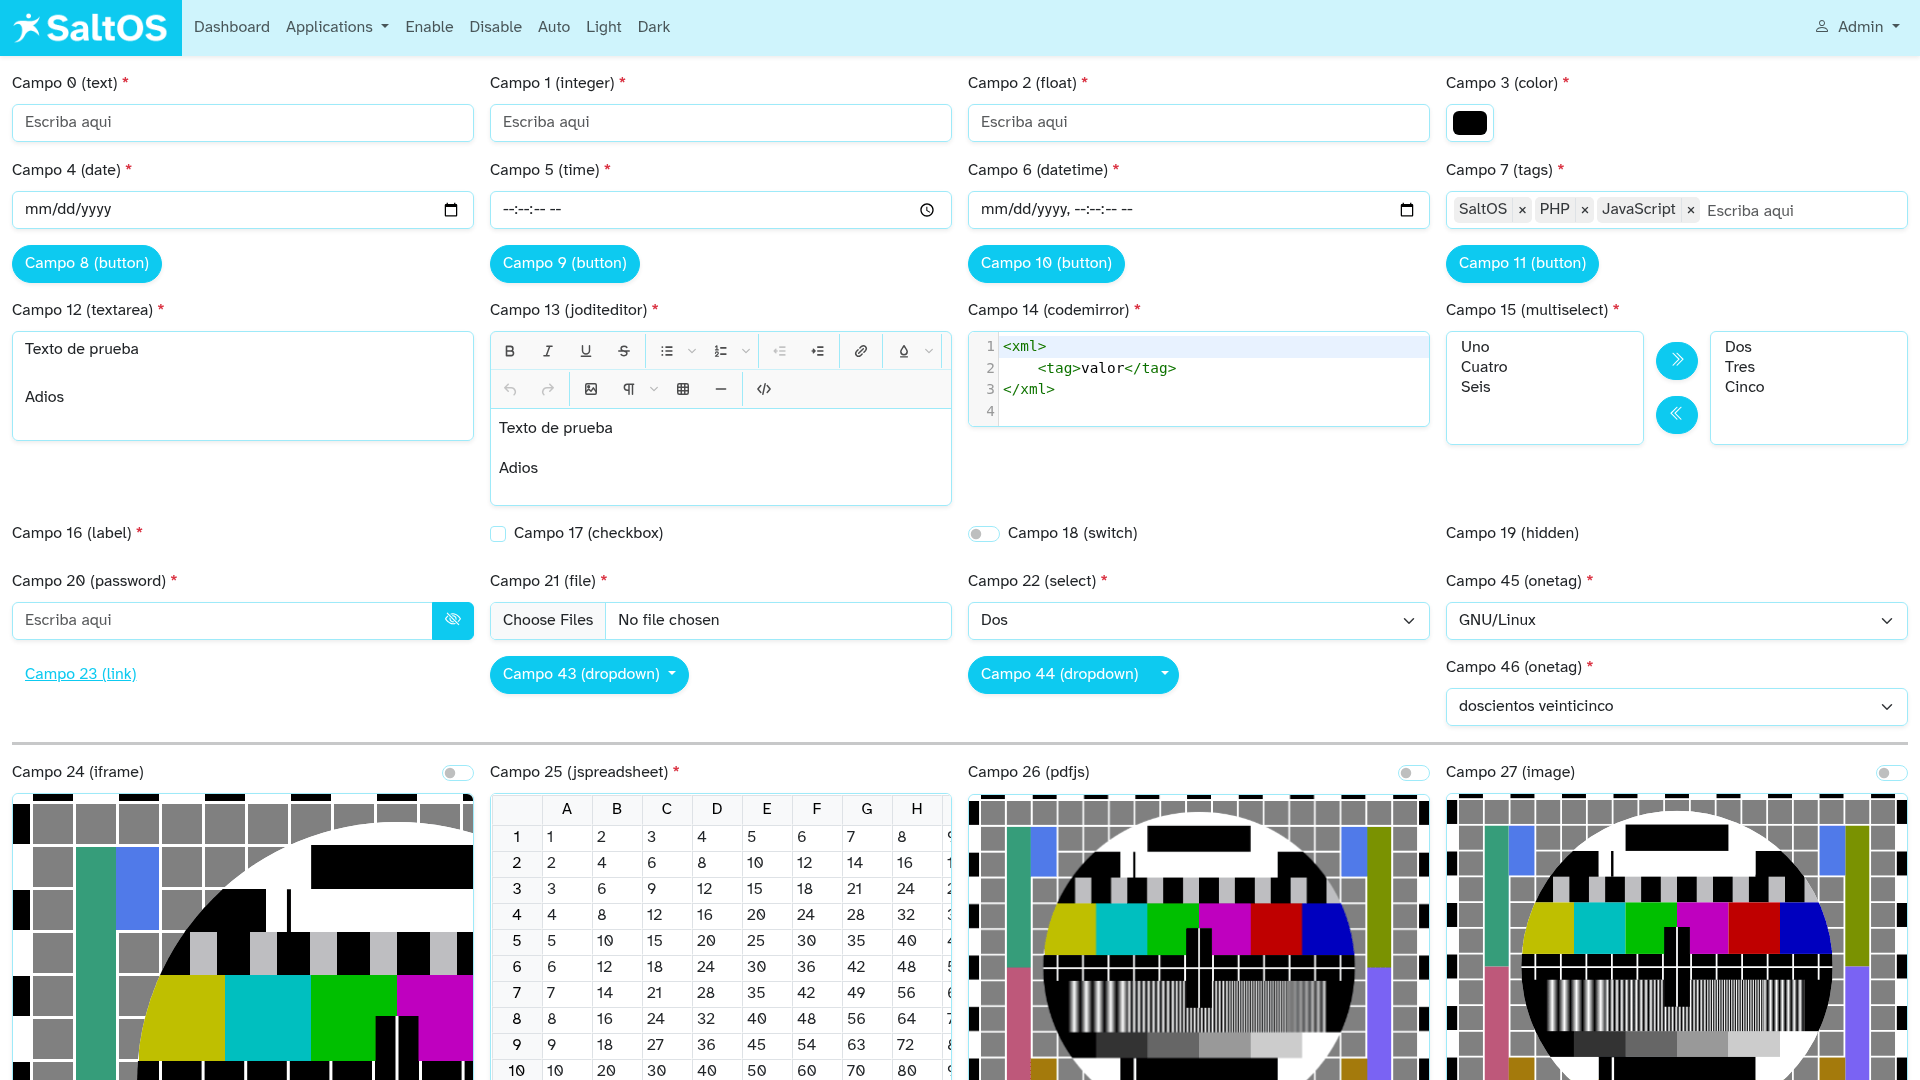 SaltOS Dashboard Applications Enable Disable Auto Light Dark Admin
Campo 0 (text) * Campo 1 (integer) * Campo 2 (float) * Campo 3 (color) *
Escriba aqui Escriba aqui Escriba aqui
Campo 4 (date) * Campo 5 (time) * Campo 6 (datetime) * Campo 7 (tags) *
mm/dd/yyyy --:--:-- -- mm/dd/yyyy, --:--:-- -- SaltOS × PHP × JavaScript × Escriba aqui
Campo 8 (button) Campo 9 (button) Campo 10 (button) Campo 11 (button)
Campo 12 (textarea) * Campo 13 (joditeditor) * Campo 14 (codemirror) * Campo 15 (multiselect) *
Texto de prueba
Adios
B I U S ¶ </>
Texto de prueba
Adios
1 <xml>
2 <tag>valor</tag>
3 </xml>
4
Uno
Cuatro
Seis
Dos
Tres
Cinco
Campo 16 (label) * Campo 17 (checkbox) Campo 18 (switch) Campo 19 (hidden)
Campo 20 (password) * Campo 21 (file) * Campo 22 (select) * Campo 45 (onetag) *
Escriba aqui Choose Files No file chosen Dos GNU/Linux
Campo 23 (link) Campo 43 (dropdown) Campo 44 (dropdown) Campo 46 (onetag) *
doscientos veinticinco
Campo 24 (iframe) Campo 25 (jspreadsheet) * Campo 26 (pdfjs) Campo 27 (image)
A B C D E F G H
1 1 2 3 4 5 6 7 8
2 2 4 6 8 10 12 14 16
3 3 6 9 12 15 18 21 24
4 4 8 12 16 20 24 28 32
5 5 10 15 20 25 30 35 40
6 6 12 18 24 30 36 42 48
7 7 14 21 28 35 42 49 56
8 8 16 24 32 40 48 56 64
9 9 18 27 36 45 54 63 72
10 10 20 30 40 50 60 70 80